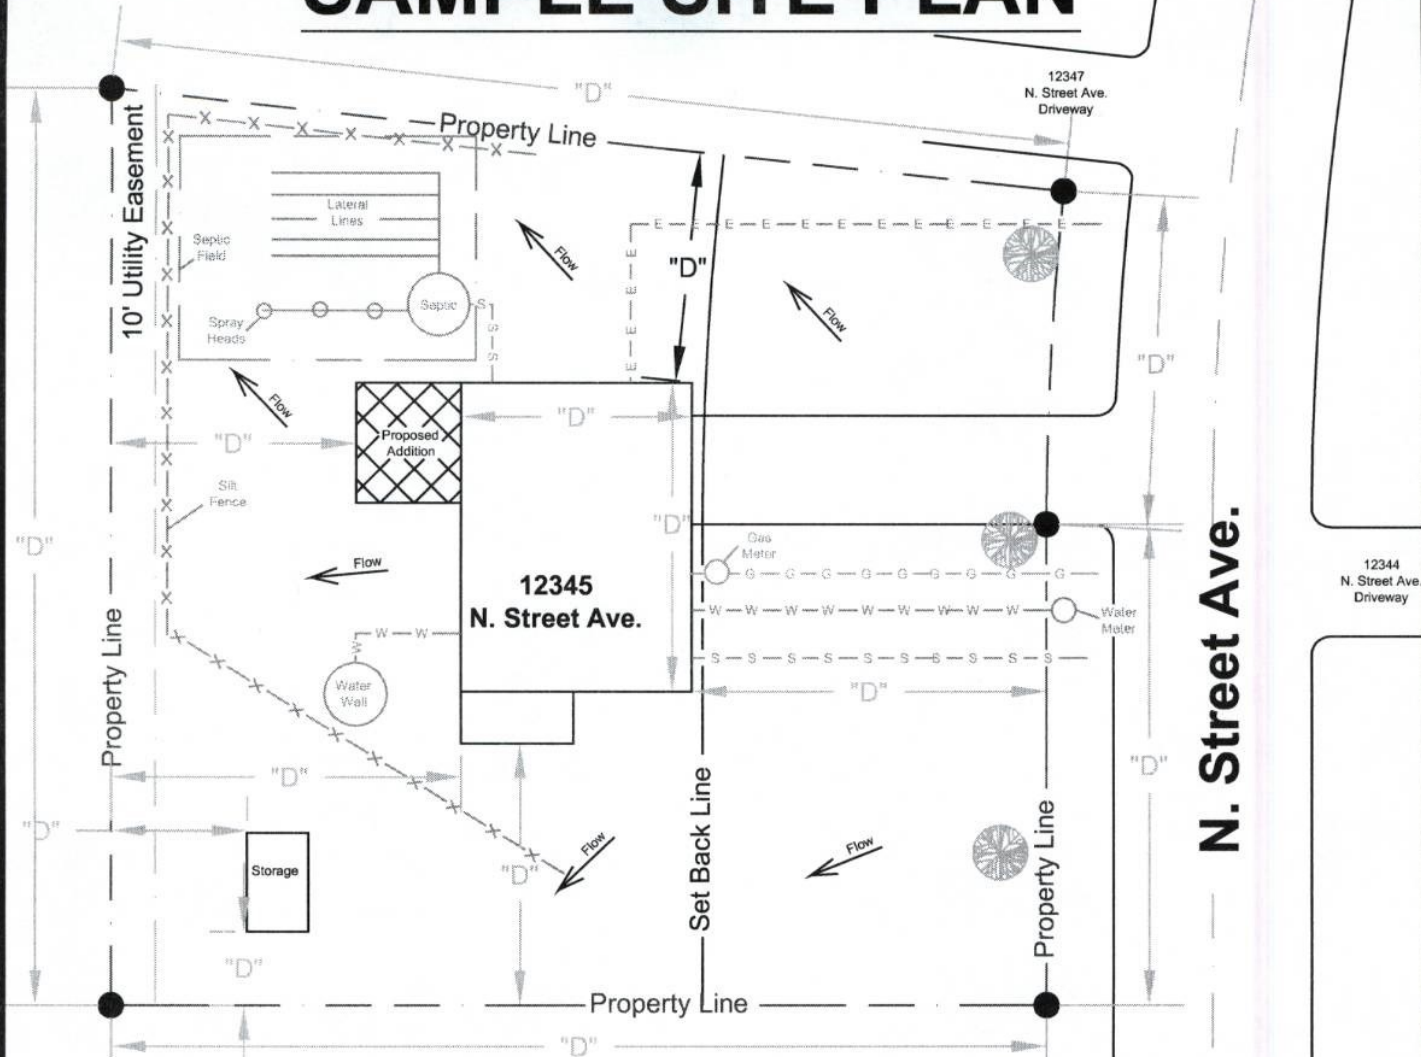 SAMPLE SITE PLAN
12347
N. Street Ave.
Driveway
"D"
Property Line
10' Utility Easement
X X X X X X X
Lateral
Lines
Septic
Field
Septic
S
S
S
Spray
Heads
Flow
E E E E E E E E E E E E
E
E
E
E
"D"
Flow
Flow
"D"
"D"
"D"
Proposed
Addition
Silt
Fence
"D"
"D"
Gas
Meter
G G G G G G G G G
12345
N. Street Ave.
Flow
W W W W W W W W W
Water
Meter
W W
W
S S S S S S S S S S
Water
Wall
"D"
Property Line
"D"
"D"
"D"
Storage
"D"
Flow
"D"
Set Back Line
Flow
Property Line
N. Street Ave.
12344
N. Street Ave.
Driveway
Property Line
"D"